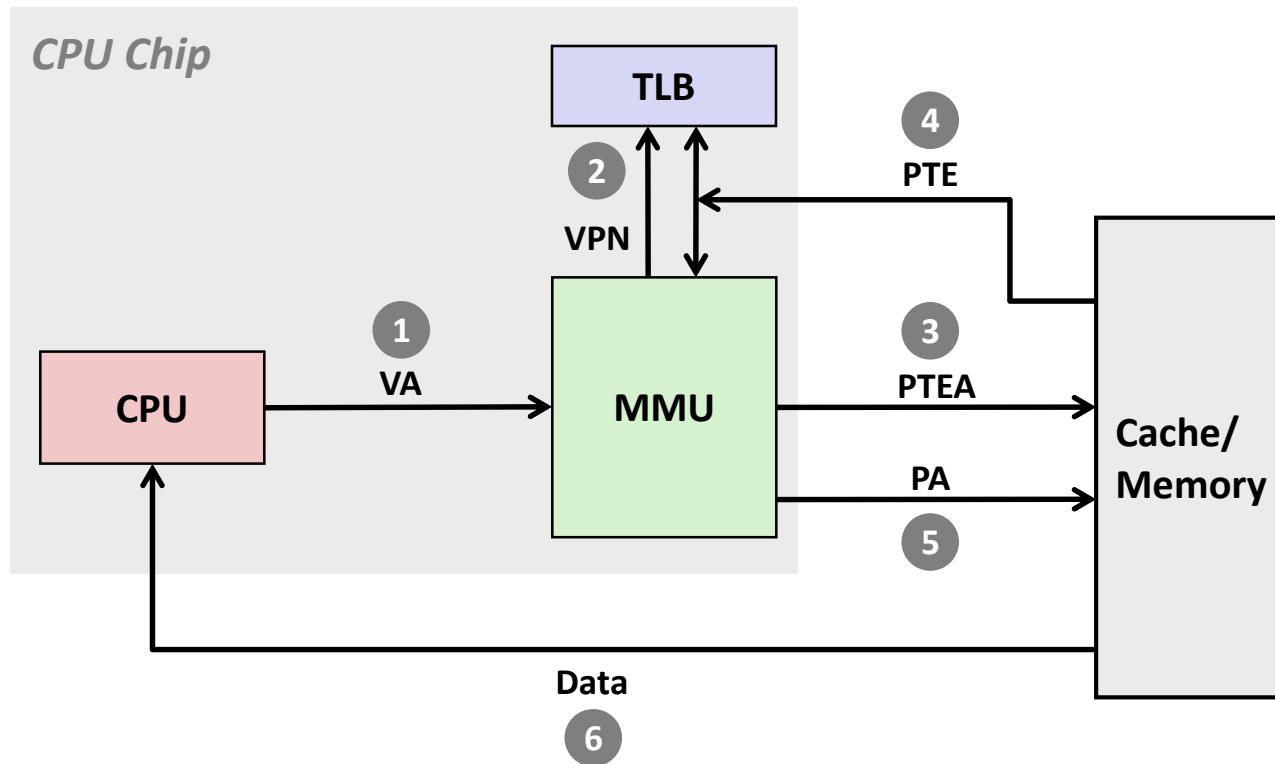 CPU Chip
TLB
4
PTE
2
VPN
1
VA
3
PTEA
CPU
MMU
Cache/
Memory
PA
5
Data
6